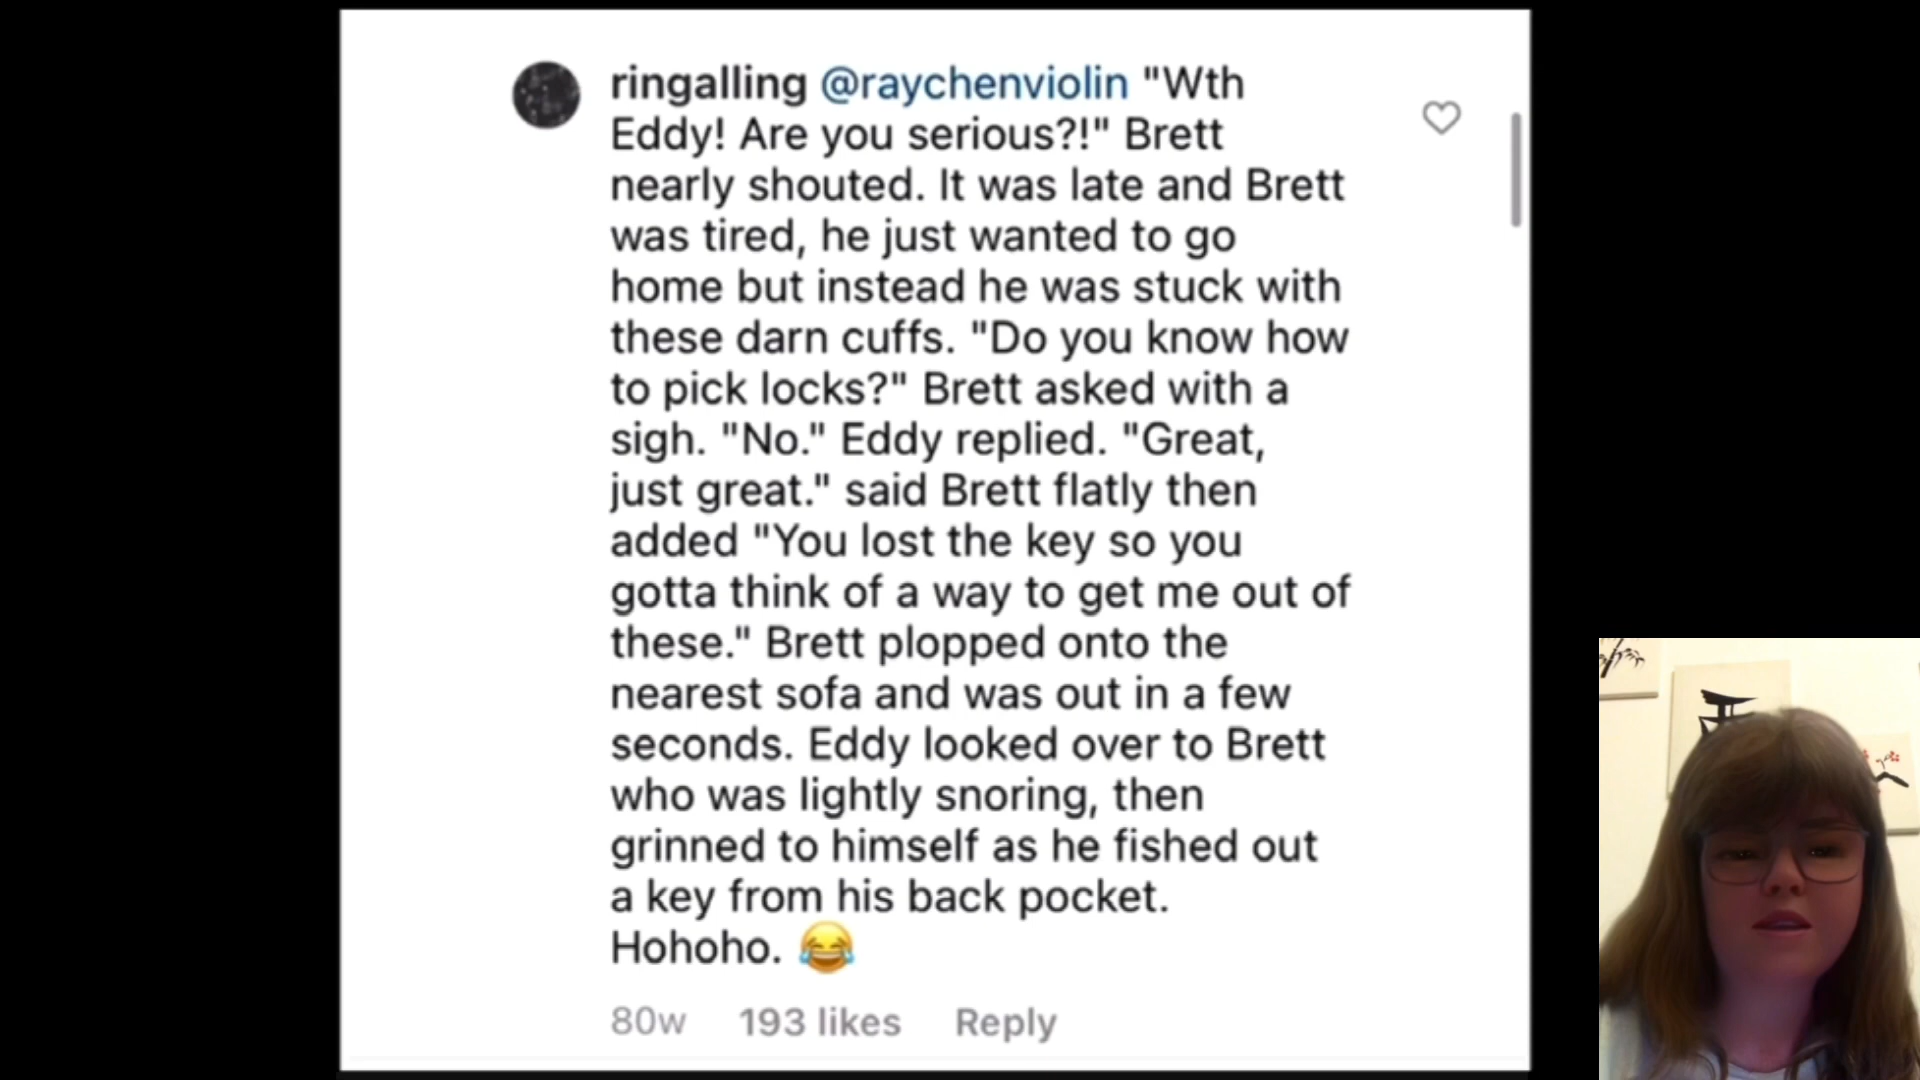 ringalling @raychenviolin "Wth
Eddy! Are you serious?!" Brett
nearly shouted. It was late and Brett
was tired, he just wanted to go
home but instead he was stuck with
these darn cuffs. "Do you know how
to pick locks?" Brett asked with a
sigh. "No." Eddy replied. "Great,
just great." said Brett flatly then
added "You lost the key so you
gotta think of a way to get me out of
these." Brett plopped onto the
nearest sofa and was out in a few
seconds. Eddy looked over to Brett
who was lightly snoring, then
grinned to himself as he fished out
a key from his back pocket.
Hohoho. 😂
80w 193 likes Reply